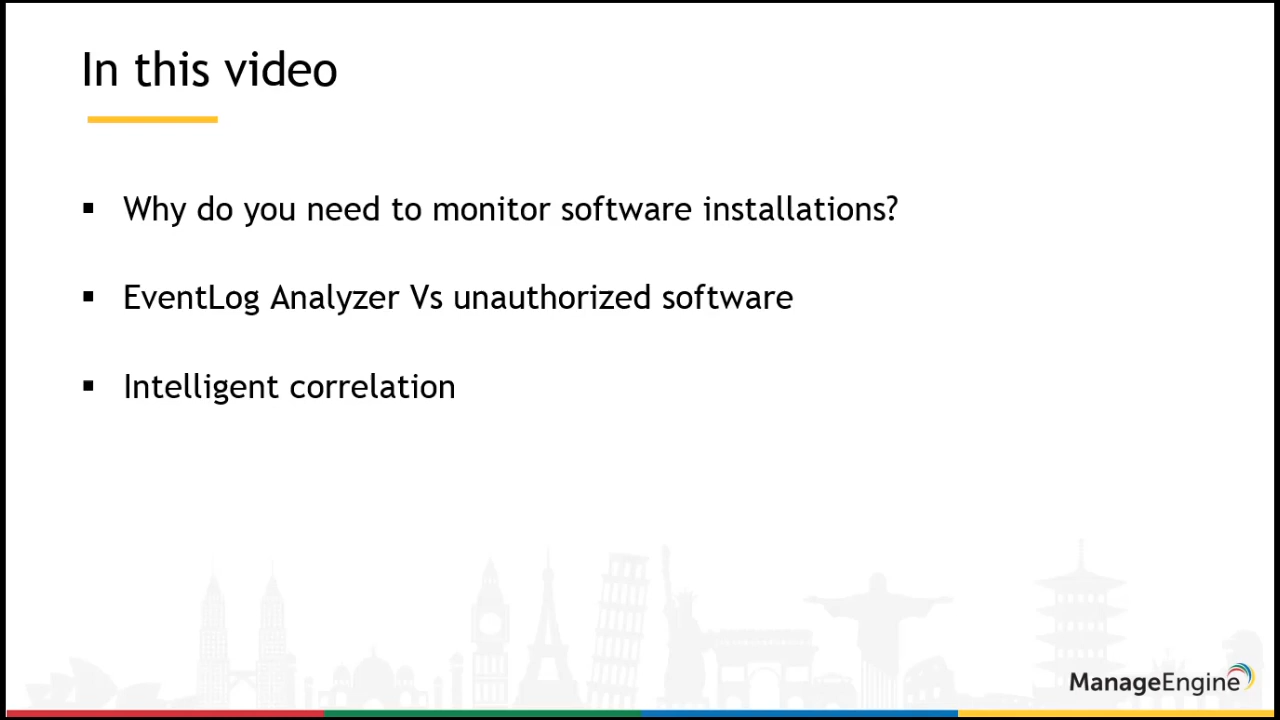 In this video
Why do you need to monitor software installations?
EventLog Analyzer Vs unauthorized software
Intelligent correlation
ManageEngine